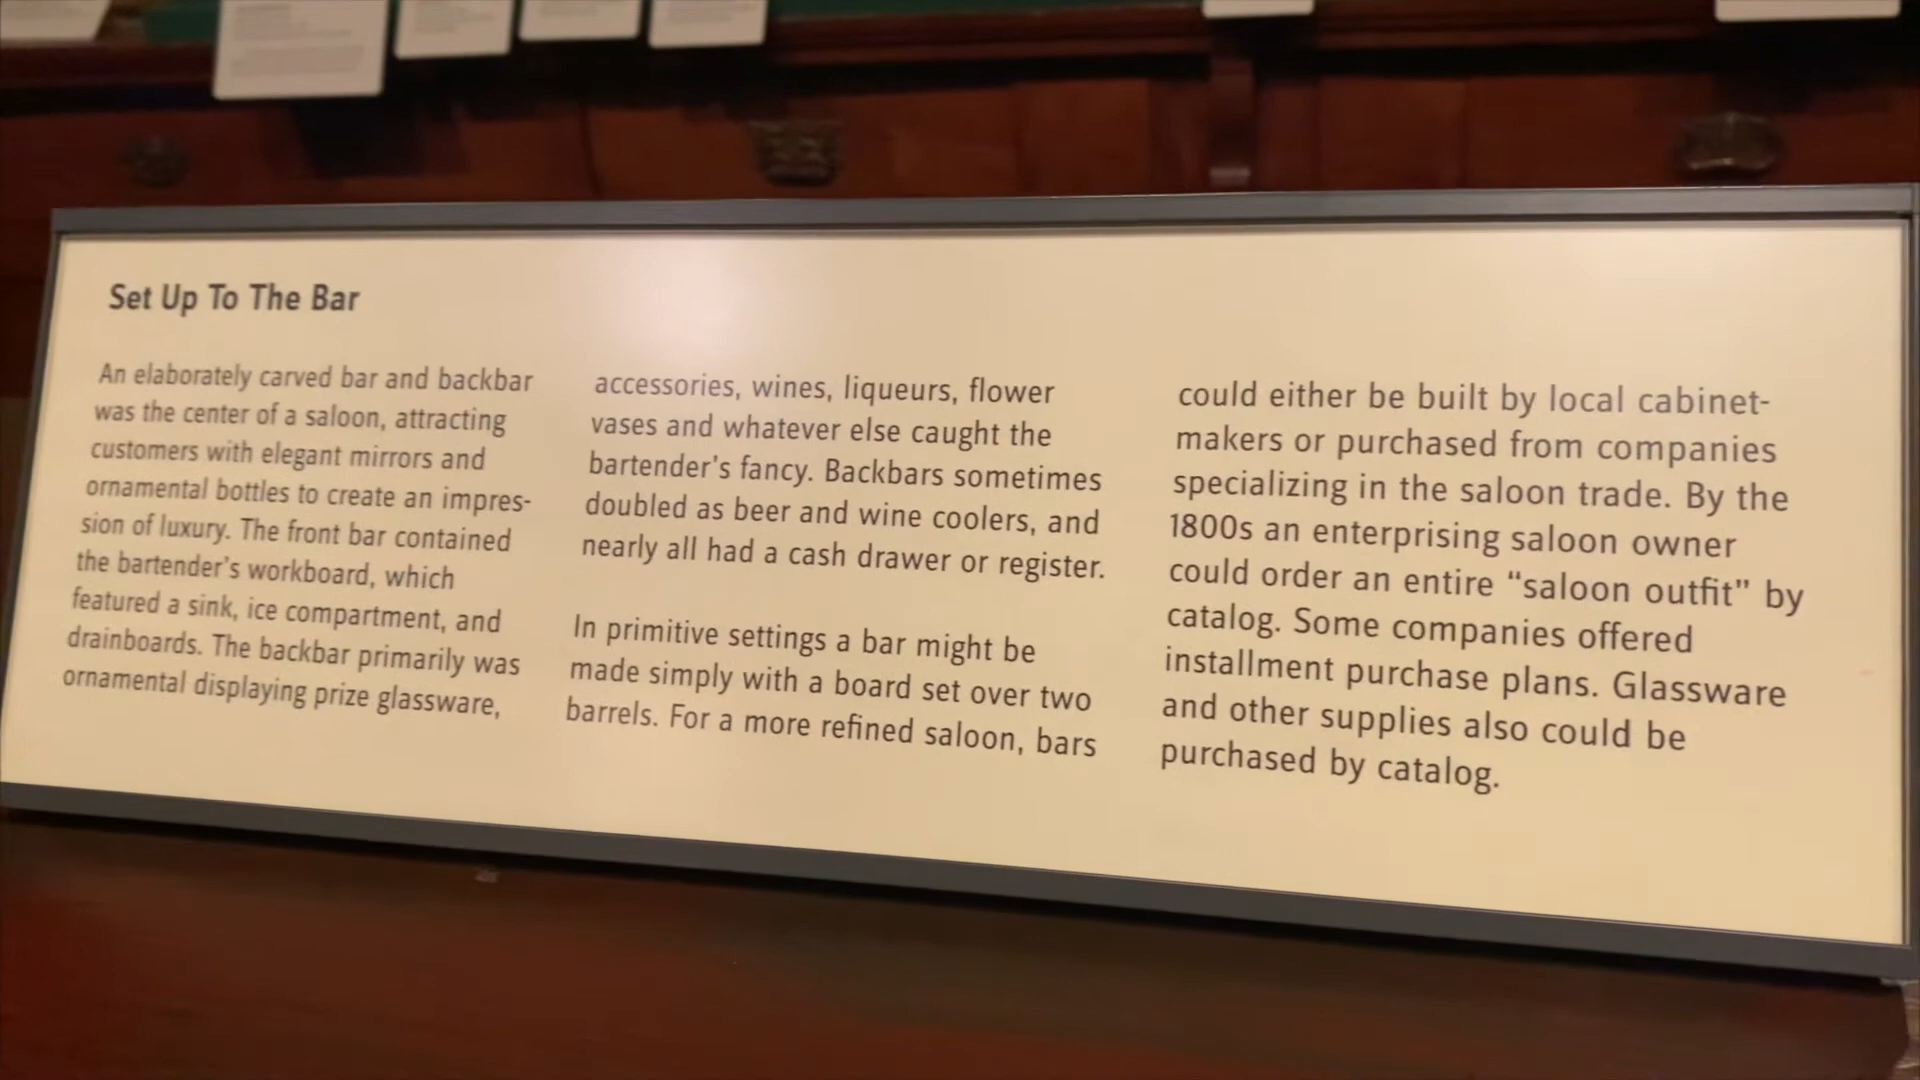 Set Up To The Bar
An elaborately carved bar and backbar
was the center of a saloon, attracting
customers with elegant mirrors and
ornamental bottles to create an impres-
sion of luxury. The front bar contained
the bartender's workboard, which
featured a sink, ice compartment, and
drainboards. The backbar primarily was
ornamental displaying prize glassware,
accessories, wines, liqueurs, flower
vases and whatever else caught the
bartender's fancy. Backbars sometimes
doubled as beer and wine coolers, and
nearly all had a cash drawer or register.
In primitive settings a bar might be
made simply with a board set over two
barrels. For a more refined saloon, bars
could either be built by local cabinet-
makers or purchased from companies
specializing in the saloon trade. By the
1800s an enterprising saloon owner
could order an entire “saloon outfit” by
catalog. Some companies offered
installment purchase plans. Glassware
and other supplies also could be
purchased by catalog.